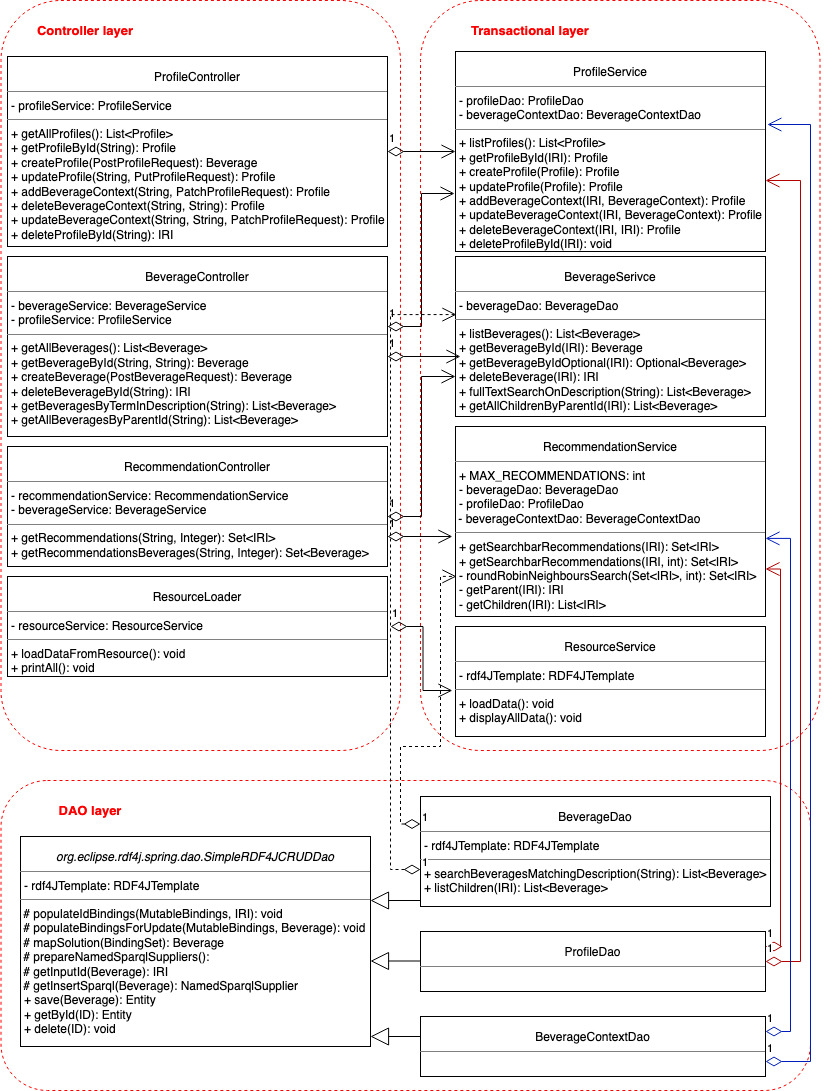 Controller layer
ProfileController
- profileService: ProfileService
+ getAllProfiles(): List<Profile>
+ getProfileById(String): Profile
+ createProfile(PostProfileRequest): Beverage
+ updateProfile(String, PutProfileRequest): Profile
+ addBeverageContext(String, PatchProfileRequest): Profile
+ deleteBeverageContext(String, String): Profile
+ updateBeverageContext(String, String, PatchProfileRequest): Profile
+ deleteProfileById(String): IRI
1
BeverageController
- beverageService: BeverageService
- profileService: ProfileService
+ getAllBeverages(): List<Beverage>
+ getBeverageById(String, String): Beverage
+ createBeverage(PostBeverageRequest): Beverage
+ deleteBeverageById(String): IRI
+ getBeveragesByTermInDescription(String): List<Beverage>
+ getAllBeveragesByParentId(String): List<Beverage>
1
1
RecommendationController
- recommendationService: RecommendationService
- beverageService: BeverageService
+ getRecommendations(String, Integer): Set<IRI>
+ getRecommendationsBeverages(String, Integer): Set<Beverage>
1
1
ResourceLoader
- resourceService: ResourceService
+ loadDataFromResource(): void
+ printAll(): void
1
Transactional layer
ProfileService
- profileDao: ProfileDao
- beverageContextDao: BeverageContextDao
+ listProfiles(): List<Profile>
+ getProfileById(IRI): Profile
+ createProfile(Profile): Profile
+ updateProfile(Profile): Profile
+ addBeverageContext(IRI, BeverageContext): Profile
+ updateBeverageContext(IRI, BeverageContext): Profile
+ deleteBeverageContext(IRI, IRI): Profile
+ deleteProfileById(IRI): void
BeverageSerivce
- beverageDao: BeverageDao
+ listBeverages(): List<Beverage>
+ getBeverageById(IRI): Beverage
+ getBeverageByIdOptional(IRI): Optional<Beverage>
+ deleteBeverage(IRI): IRI
+ fullTextSearchOnDescription(String): List<Beverage>
+ getAllChildrenByParentId(IRI): List<Beverage>
RecommendationService
+ MAX_RECOMMENDATIONS: int
- beverageDao: BeverageDao
- profileDao: ProfileDao
- beverageContextDao: BeverageContextDao
+ getSearchbarRecommendations(IRI): Set<IRI>
+ getSearchbarRecommendations(IRI, int): Set<IRI>
- roundRobinNeighboursSearch(Set<IRI>, int): Set<IRI>
- getParent(IRI): IRI
- getChildren(IRI): List<IRI>
ResourceService
- rdf4JTemplate: RDF4JTemplate
+ loadData(): void
+ displayAllData(): void
DAO layer
org.eclipse.rdf4j.spring.dao.SimpleRDF4JCRUDDao
- rdf4JTemplate: RDF4JTemplate
# populateIdBindings(MutableBindings, IRI): void
# populateBindingsForUpdate(MutableBindings, Beverage): void
# mapSolution(BindingSet): Beverage
# prepareNamedSparqlSuppliers():
# getInputId(Beverage): IRI
# getInsertSparql(Beverage): NamedSparqlSupplier
+ save(Beverage): Entity
+ getById(ID): Entity
+ delete(ID): void
BeverageDao
1
- rdf4JTemplate: RDF4JTemplate
1
+ searchBeveragesMatchingDescription(String): List<Beverage>
+ listChildren(IRI): List<Beverage>
ProfileDao
1
1
BeverageContextDao
1
1